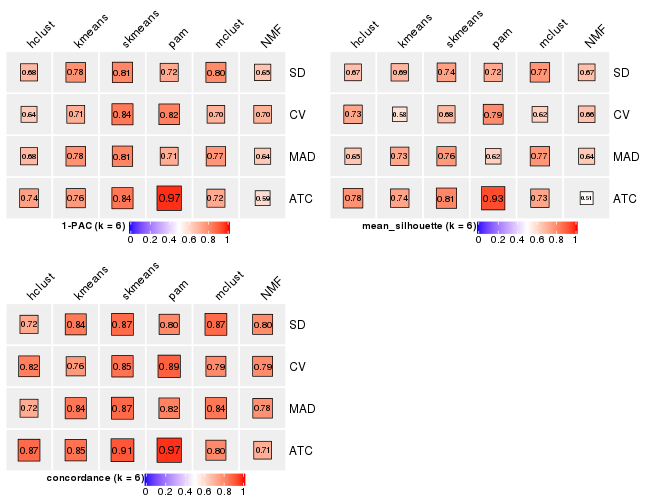 hclust kmeans skmeans pam mclust NMF
0.68 0.78 0.81 0.72 0.80 0.65 SD
0.64 0.71 0.84 0.82 0.70 0.70 CV
0.68 0.78 0.81 0.71 0.77 0.64 MAD
0.74 0.76 0.84 0.97 0.72 0.59 ATC
1-PAC (k = 6)
0 0.2 0.4 0.6 0.8 1
hclust kmeans skmeans pam mclust NMF
0.67 0.69 0.74 0.72 0.77 0.67 SD
0.73 0.58 0.68 0.79 0.62 0.66 CV
0.65 0.73 0.76 0.62 0.77 0.64 MAD
0.78 0.74 0.81 0.93 0.73 0.51 ATC
mean_silhouette (k = 6)
0 0.2 0.4 0.6 0.8 1
hclust kmeans skmeans pam mclust NMF
0.72 0.84 0.87 0.80 0.87 0.80 SD
0.82 0.76 0.85 0.89 0.79 0.79 CV
0.72 0.84 0.87 0.82 0.84 0.78 MAD
0.87 0.85 0.91 0.97 0.80 0.71 ATC
concordance (k = 6)
0 0.2 0.4 0.6 0.8 1